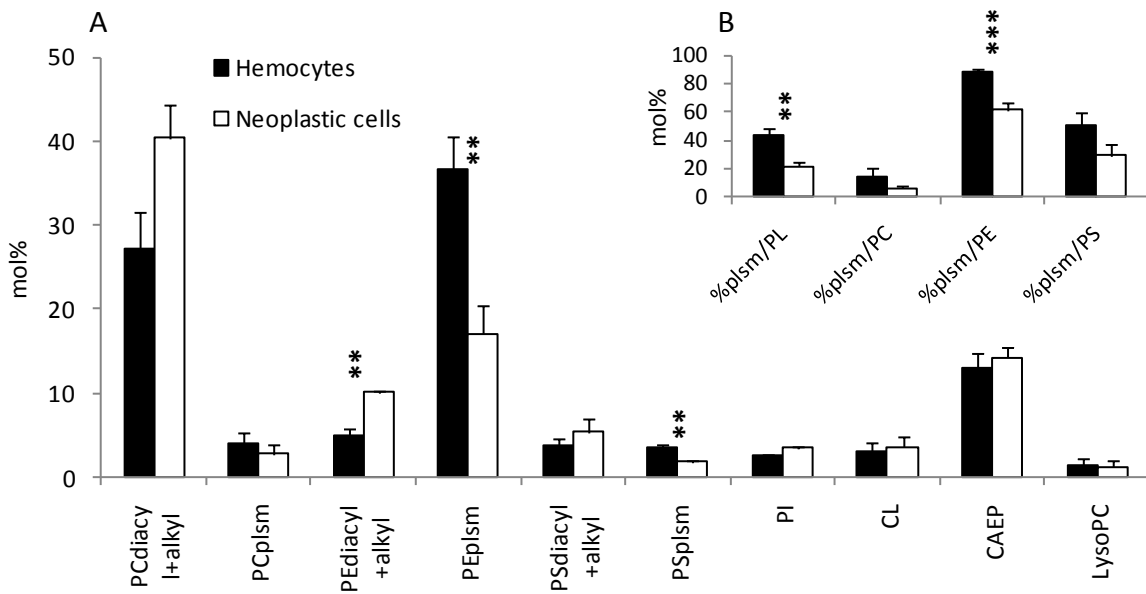 A
B
Hemocytes
Neoplastic cells
mol%
50
40
30
20
10
0
**
**
**
PCdiacy
l+alkyl
PCplsm
PEdiacyl
+alkyl
PEplsm
PSdiacyl
+alkyl
PSplsm
PI
CL
CAEP
LysoPC
mol%
100
80
60
40
20
0
**
***
%plsm/PL
%plsm/PC
%plsm/PE
%plsm/PS